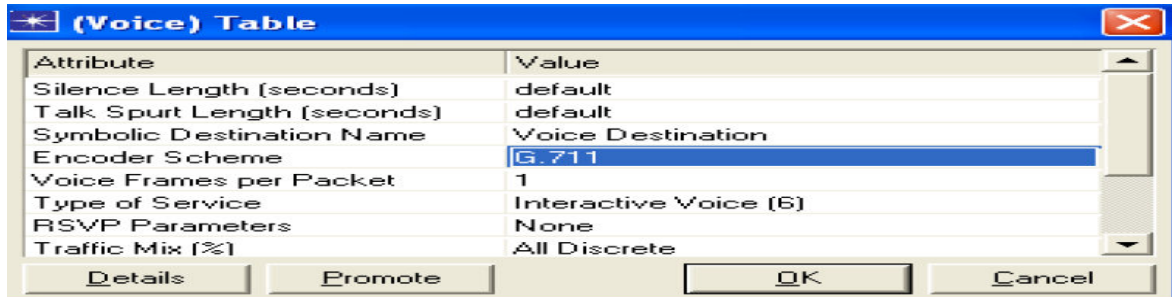 (Voice) Table
Attribute Value
Silence Length (seconds) default
Talk Spurt Length (seconds) default
Symbolic Destination Name Voice Destination
Encoder Scheme G.711
Voice Frames per Packet 1
Type of Service Interactive Voice (6)
RSVP Parameters None
Traffic Mix (%) All Discrete
Details Promote OK Cancel